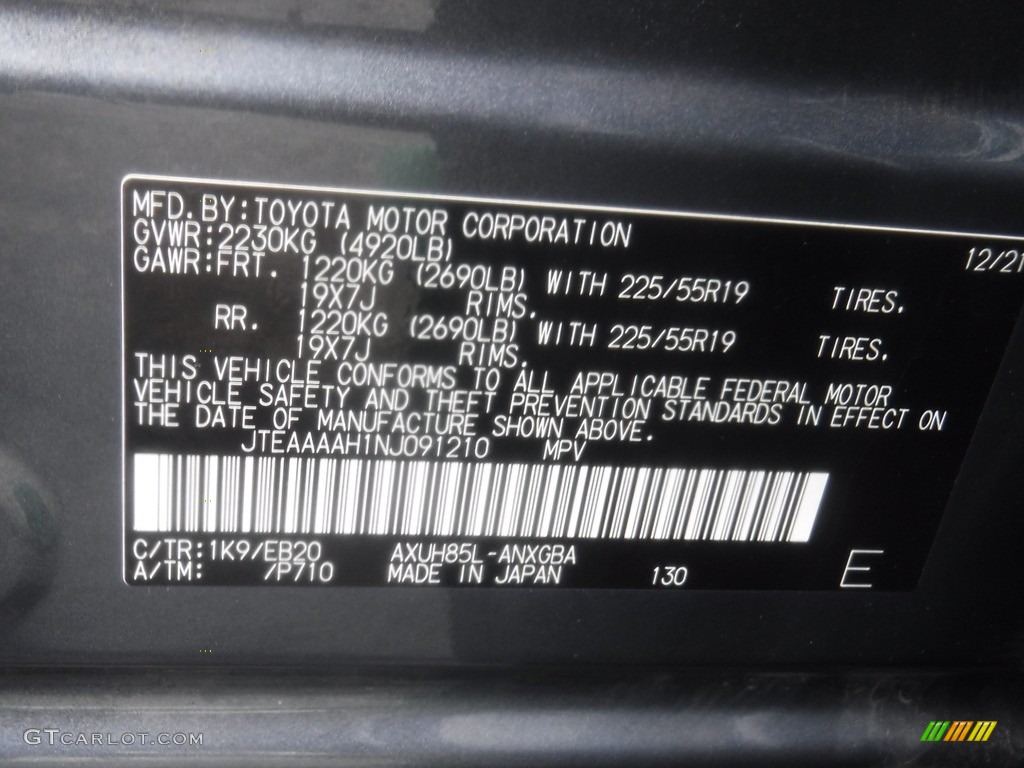 MFD.BY:TOYOTA MOTOR CORPORATION 12/21
GVWR:2230KG (4920LB)
GAWR:FRT. 1220KG (2690LB) WITH 225/55R19 TIRES.
19X7J RIMS.
RR. 1220KG (2690LB) WITH 225/55R19 TIRES.
19X7J RIMS.
THIS VEHICLE CONFORMS TO ALL APPLICABLE FEDERAL MOTOR
VEHICLE SAFETY AND THEFT PREVENTION STANDARDS IN EFFECT ON
THE DATE OF MANUFACTURE SHOWN ABOVE.
JTEAAAAH1NJ091210 MPV
C/TR:1K9/EB20 AXUH85L-ANXGBA
A/TM: /P710 MADE IN JAPAN 130 E
GTCARLOT.COM